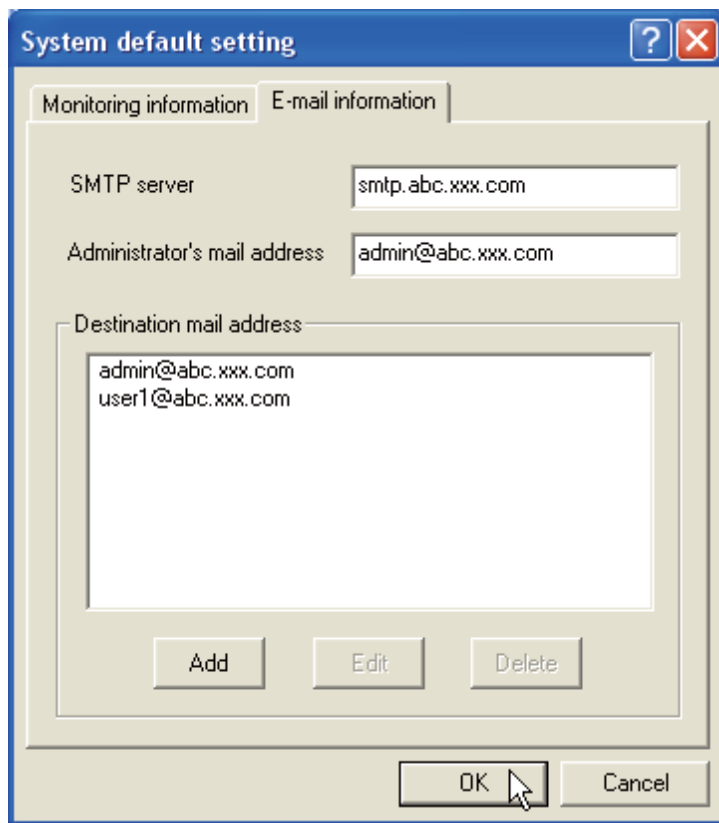 System default setting
Monitoring information E-mail information
SMTP server smtp.abc.xxx.com
Administrator's mail address admin@abc.xxx.com
Destination mail address
admin@abc.xxx.com
user1@abc.xxx.com
Add Edit Delete
OK Cancel